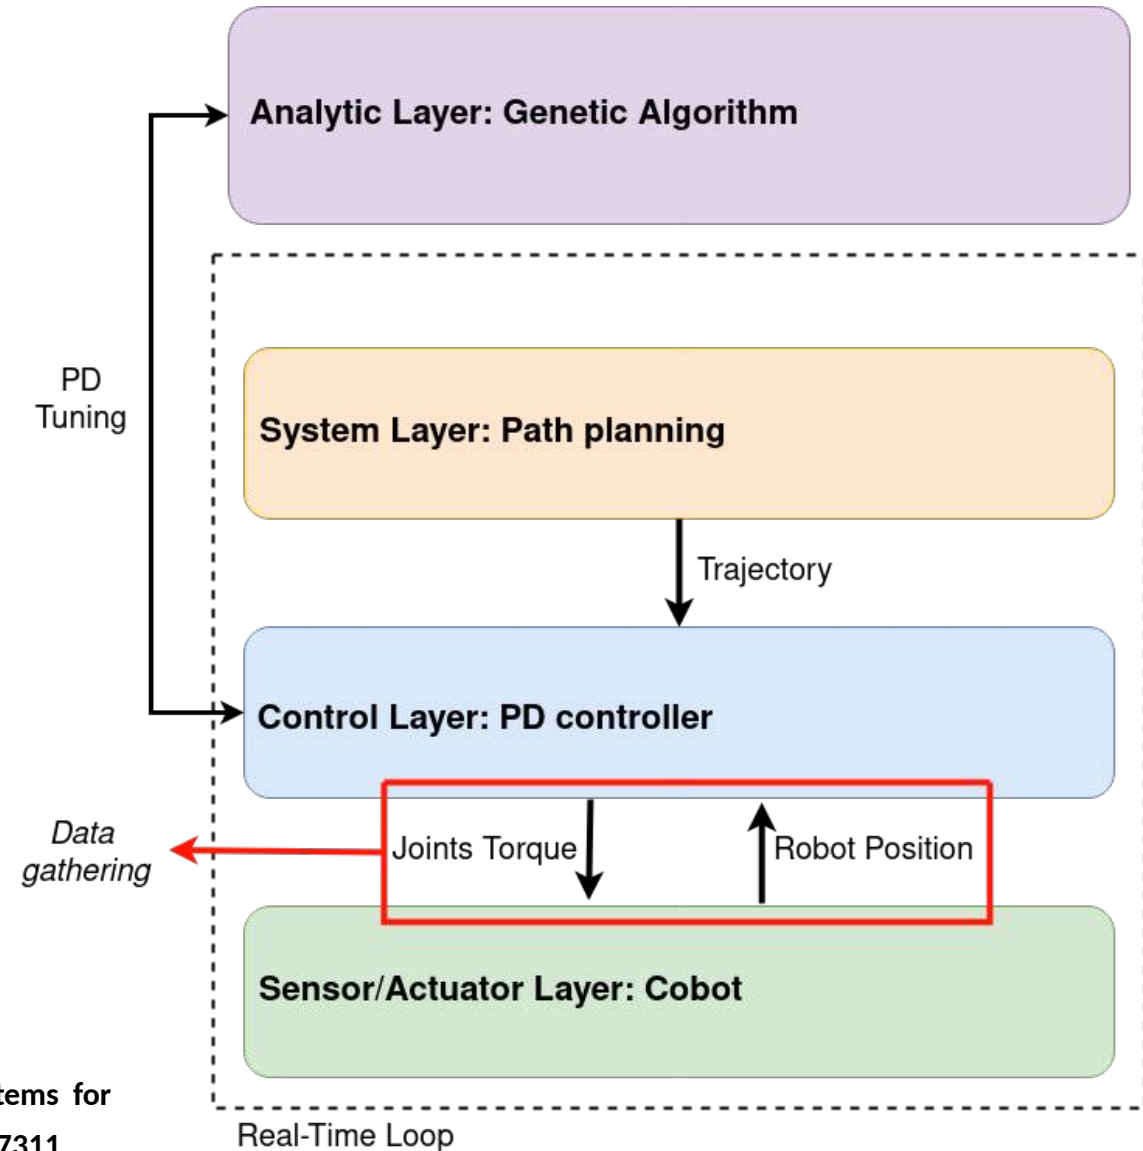 Analytic Layer: Genetic Algorithm
PD
Tuning
System Layer: Path planning
Trajectory
Control Layer: PD controller
Data
gathering
Joints Torque
Robot Position
Sensor/Actuator Layer: Cobot
for
7311
Real-Time Loop